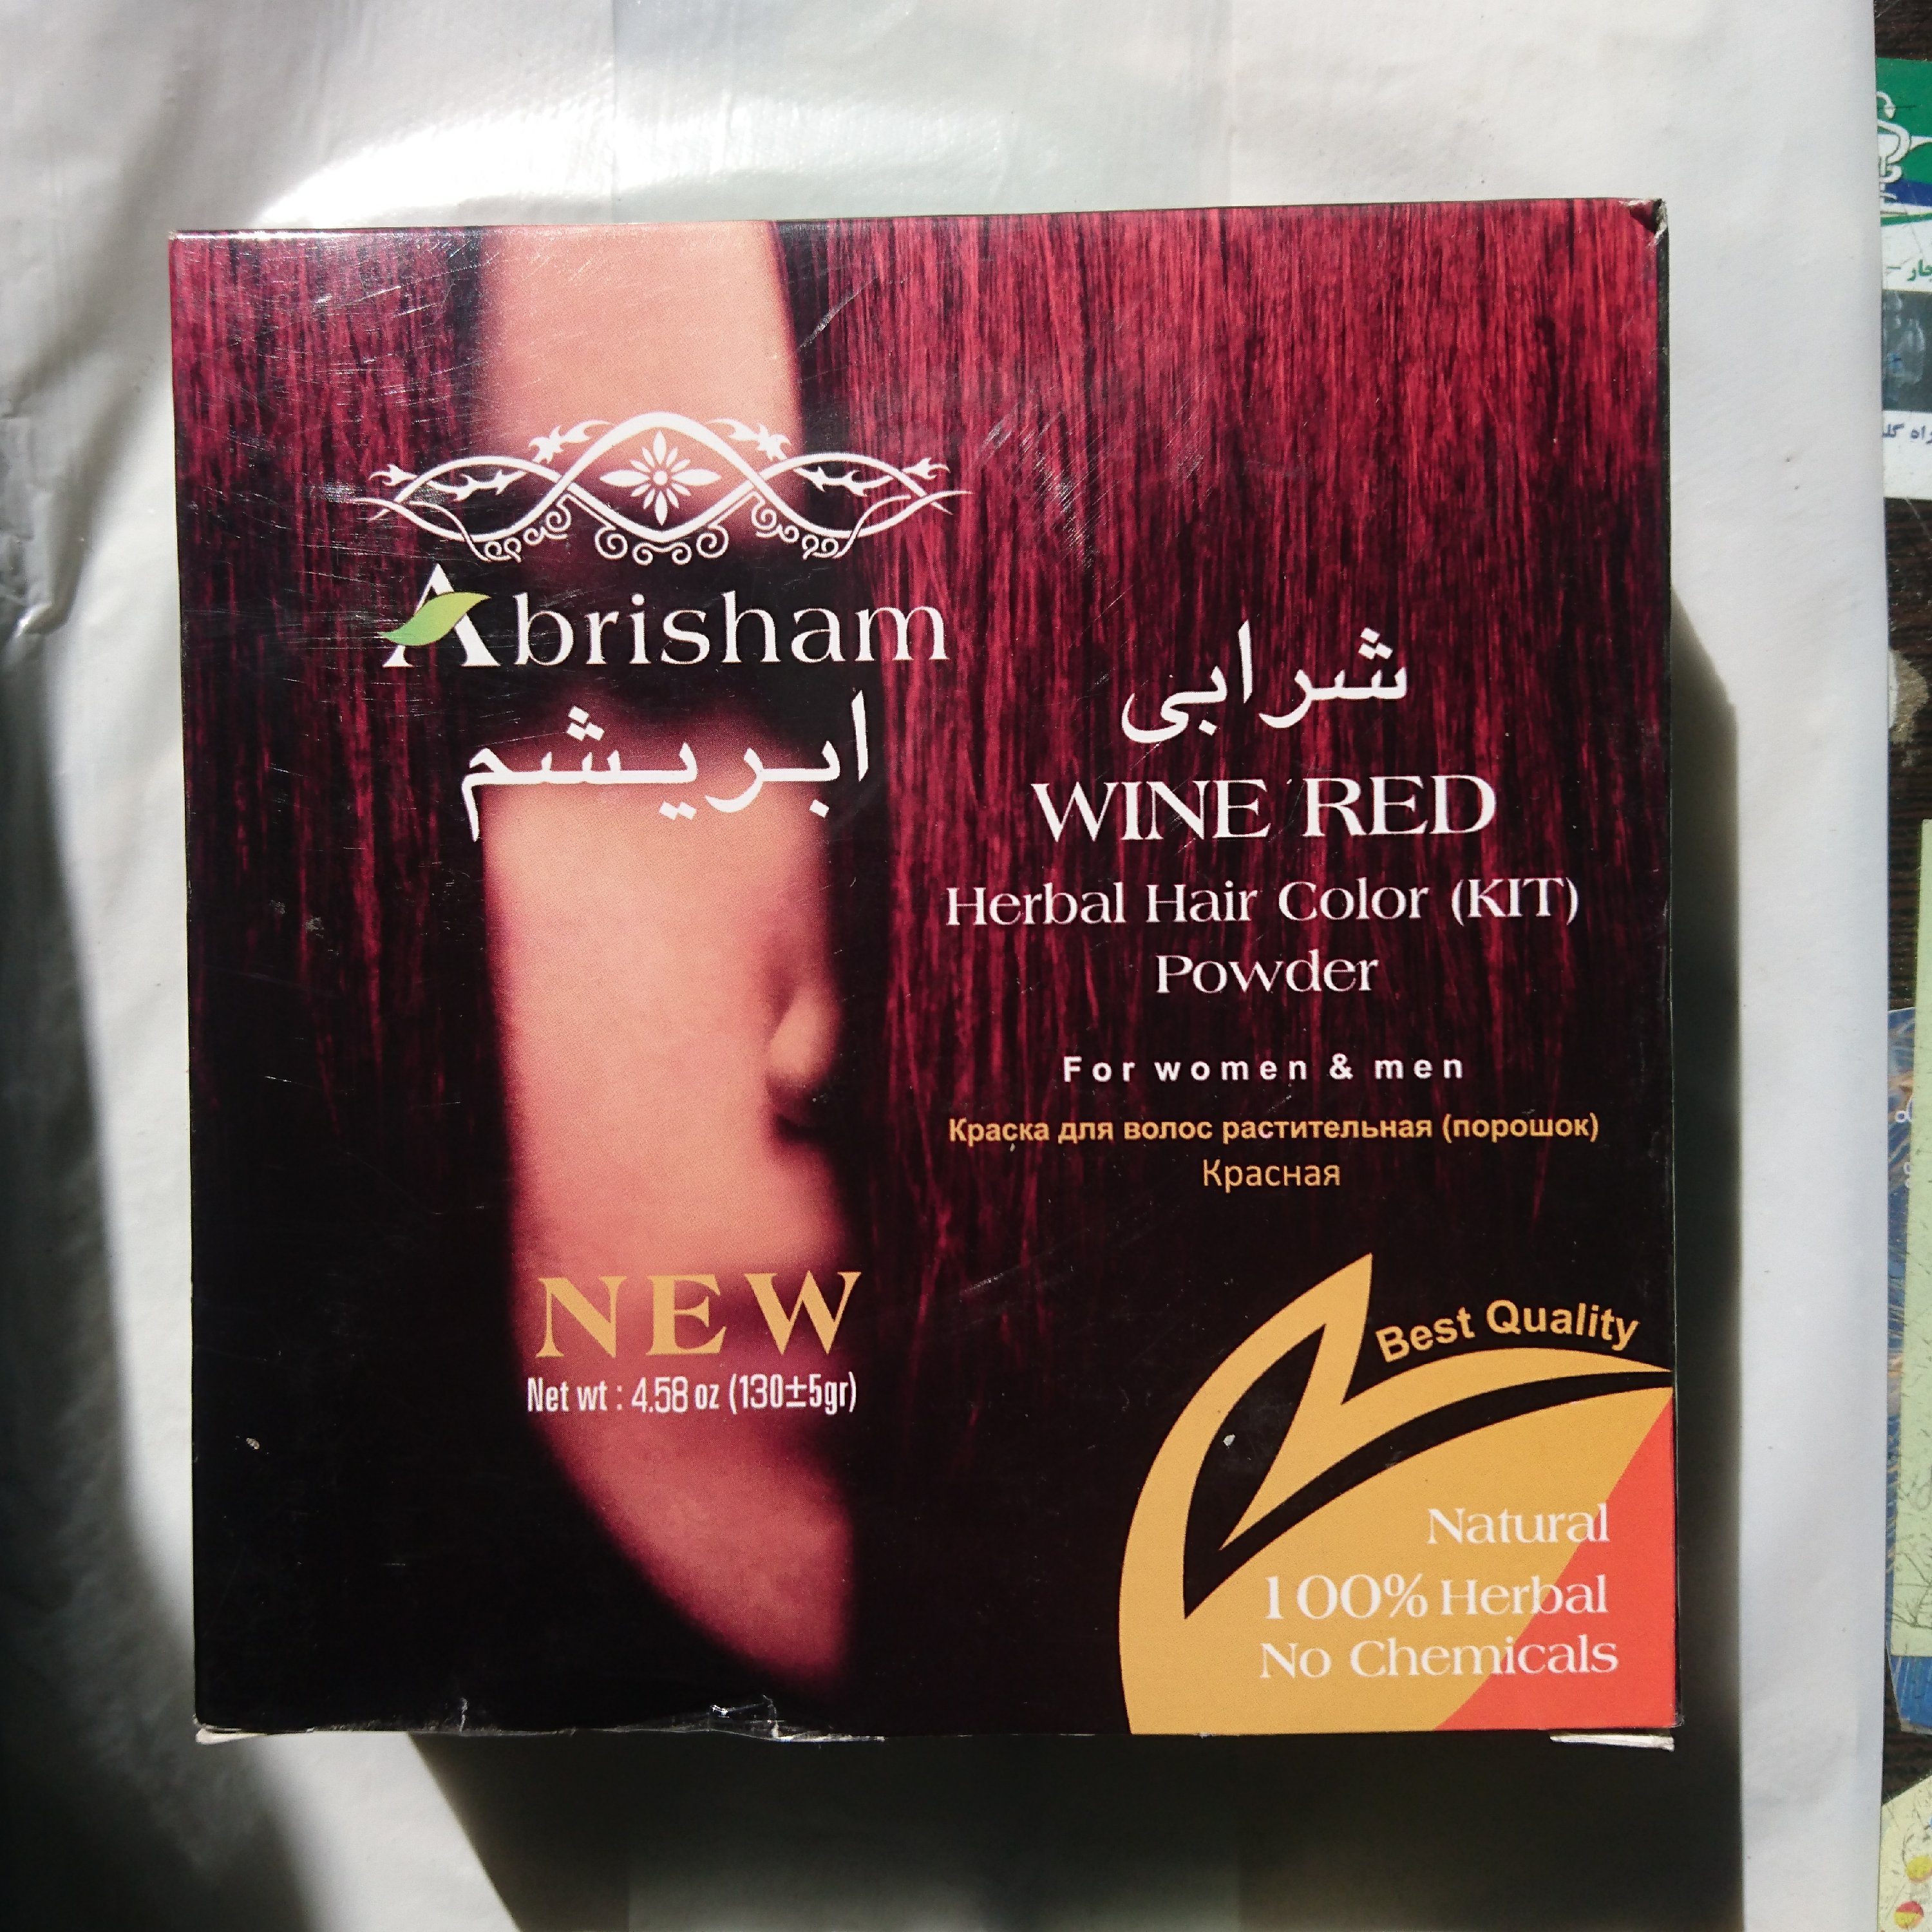 Abrisham
ابریشم
شرابی
WINE RED
Herbal Hair Color (KIT)
Powder
For women & men
Краска для волос растительная (порошок)
Красная
NEW
Net wt : 4.58 oz (130±5gr)
Best Quality
Natural
100% Herbal
No Chemicals